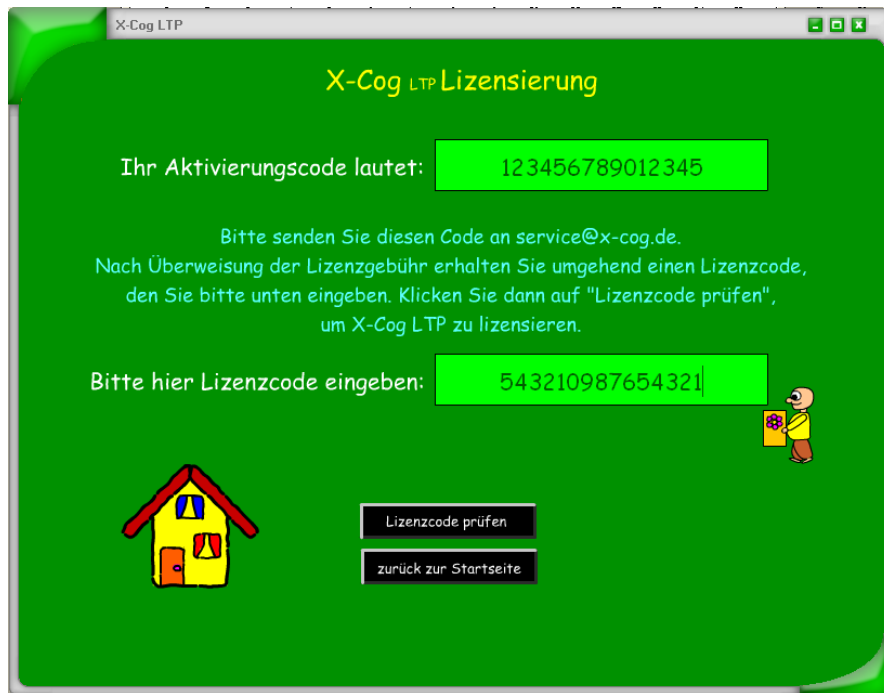 X-Cog LTP
X-Cog LTP Lizensierung
Ihr Aktivierungscode lautet: 123456789012345
Bitte senden Sie diesen Code an service@x-cog.de.
Nach Überweisung der Lizenzgebühr erhalten Sie umgehend einen Lizenzcode,
den Sie bitte unten eingeben. Klicken Sie dann auf "Lizenzcode prüfen",
um X-Cog LTP zu lizensieren.
Bitte hier Lizenzcode eingeben: 543210987654321
Lizenzcode prüfen
zurück zur Startseite